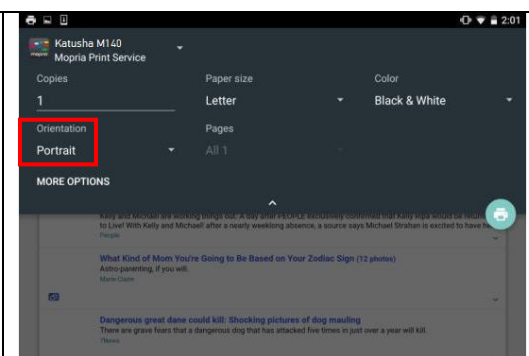 2:01
Katusha M140
mopria Mopria Print Service
Copies Paper size Color
1 Letter Black & White
Orientation Pages
Portrait All 1
MORE OPTIONS
Kelly and Michael are working things out. A day after PEOPLE exclusively confirmed that Kelly Ripa would be
to Live! With Kelly and Michael! after a nearly weeklong absence, a source says Michael Strahan is excited to have
People
What Kind of Mom You're Going to Be Based on Your Zodiac Sign (12 photos)
Astro-parenting, if you will.
Marie Claire
Dangerous great dane could kill: Shocking pictures of dog mauling
There are grave fears that a dangerous dog that has attacked five times in just over a year will kill.
7News